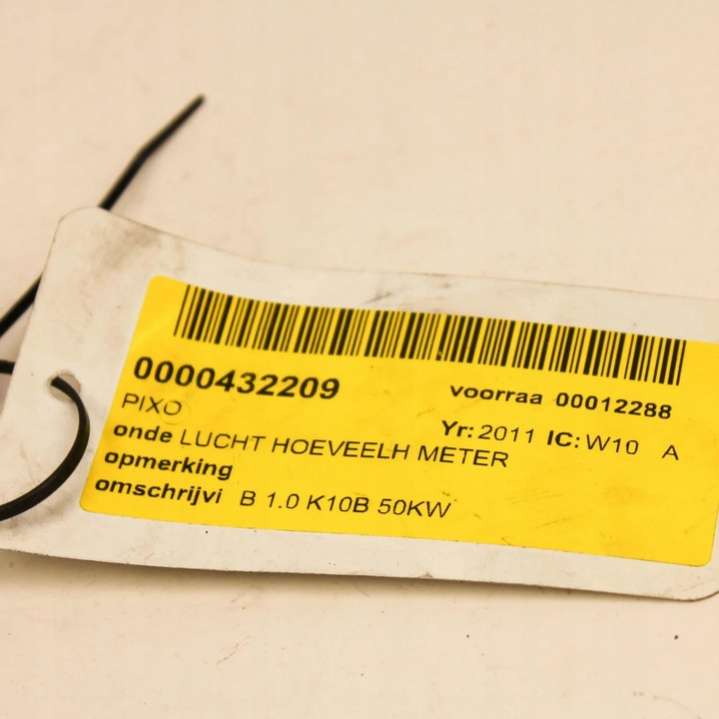 0000432209 voorraa 00012288
PIXO Yr: 2011 IC: W10 A
onde LUCHT HOEVEELH METER
opmerking
omschrijvi B 1.0 K10B 50KW